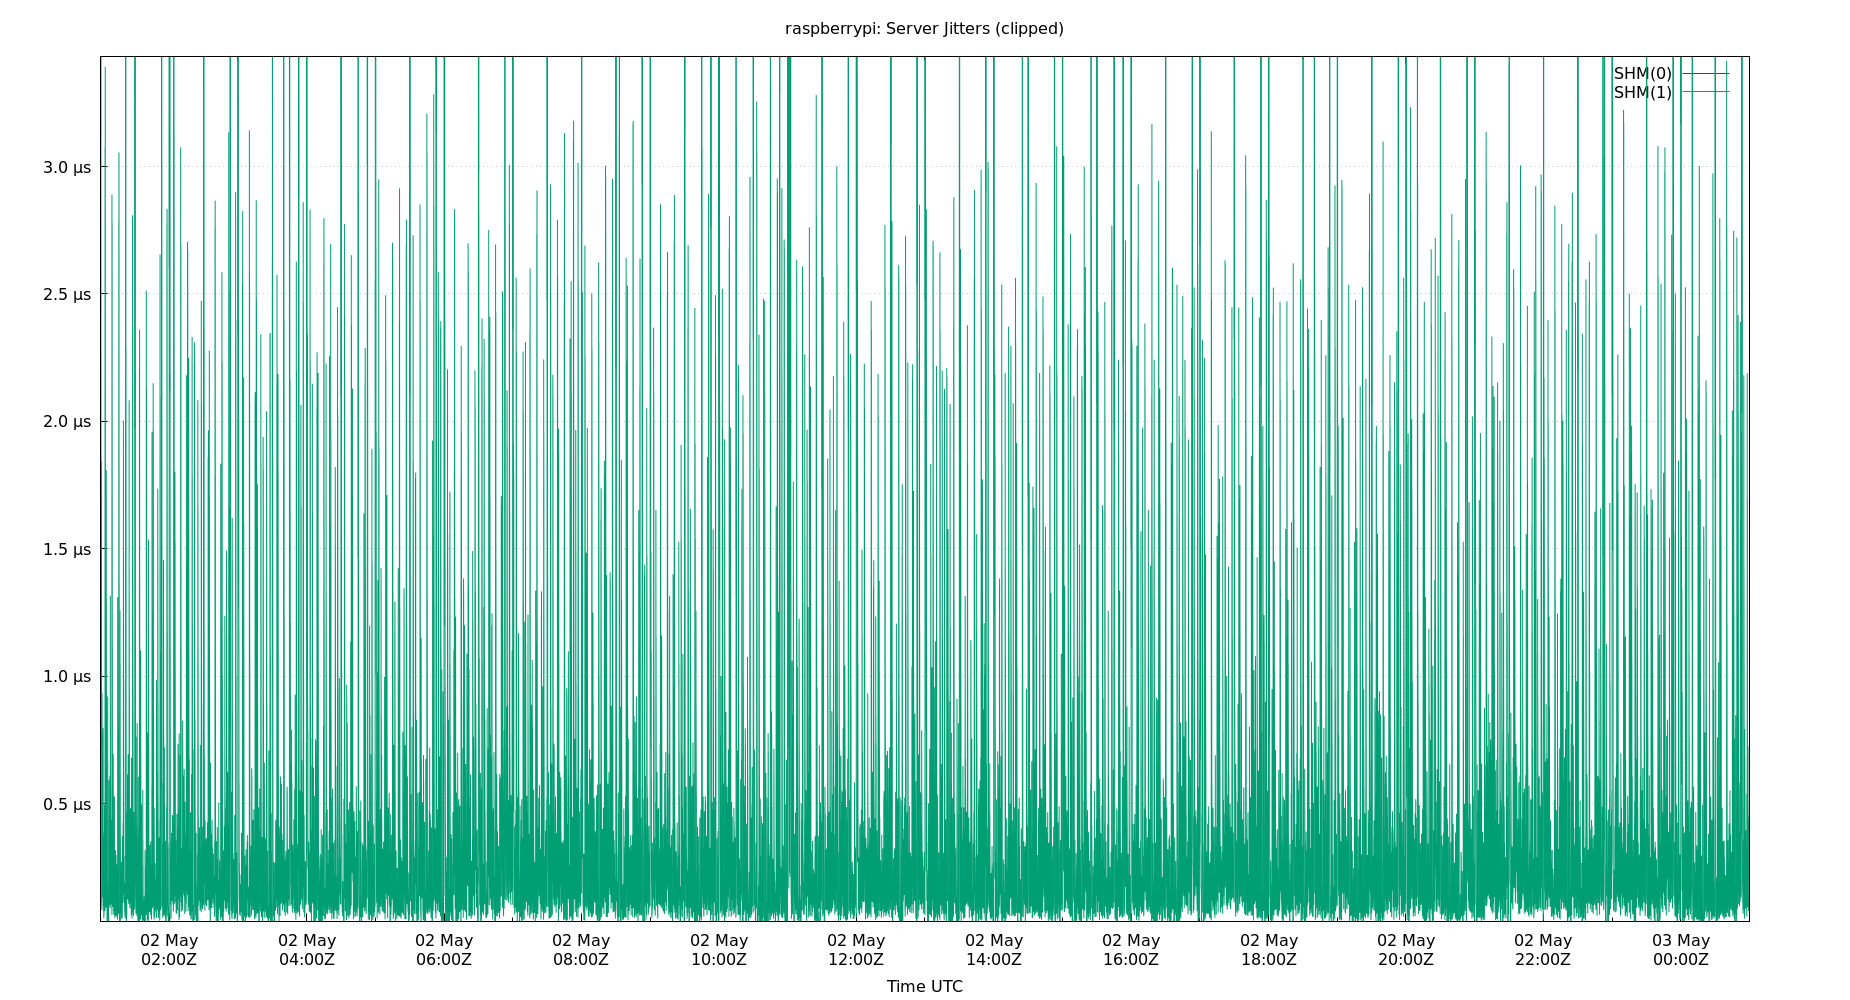 raspberrypi: Server Jitters (clipped)
SHM(0)
SHM(1)
3.0 µs
2.5 µs
2.0 µs
1.5 µs
1.0 µs
0.5 µs
02 May 02 May 02 May 02 May 02 May 02 May 02 May 02 May 02 May 02 May 02 May 03 May
02:00Z 04:00Z 06:00Z 08:00Z 10:00Z 12:00Z 14:00Z 16:00Z 18:00Z 20:00Z 22:00Z 00:00Z
Time UTC